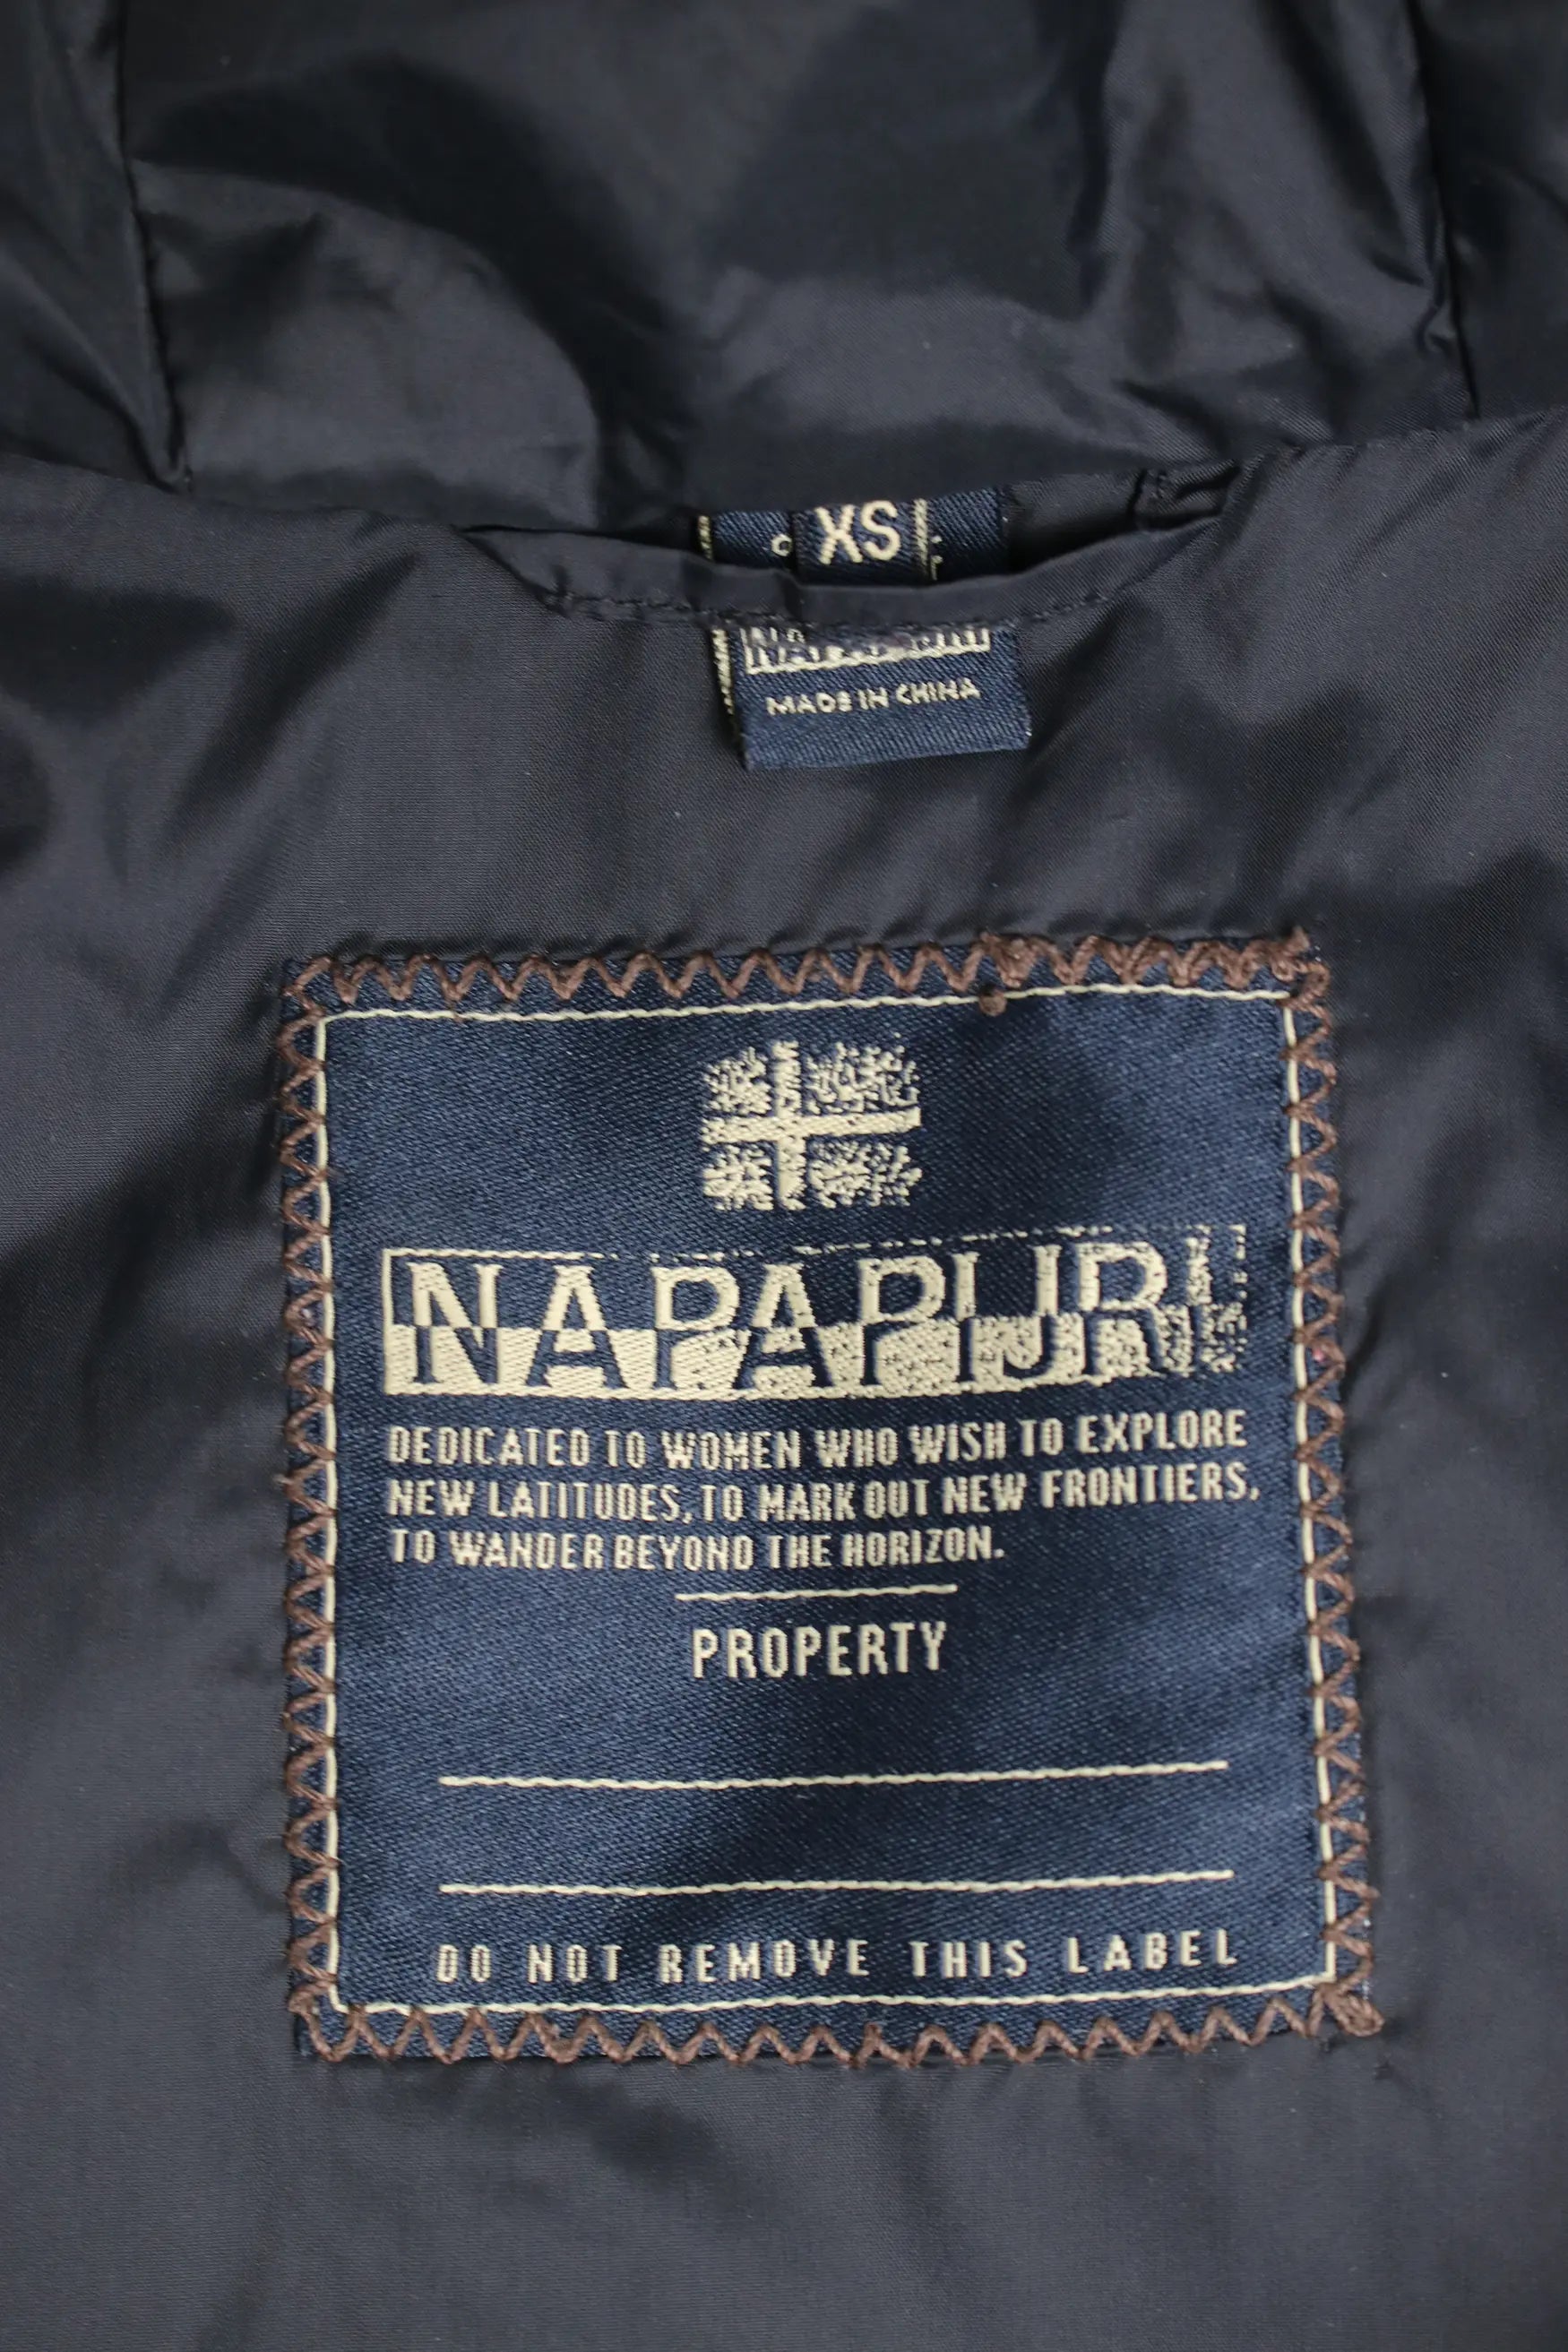 XS
MADE IN CHINA
NAPAPIJRI
DEDICATED TO WOMEN WHO WISH TO EXPLORE
NEW LATITUDES, TO MARK OUT NEW FRONTIERS,
TO WANDER BEYOND THE HORIZON.
PROPERTY
DO NOT REMOVE THIS LABEL